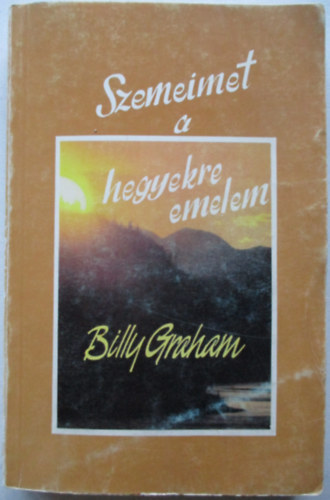 Szemeimet
a
hegyekre
emelem
Billy Graham